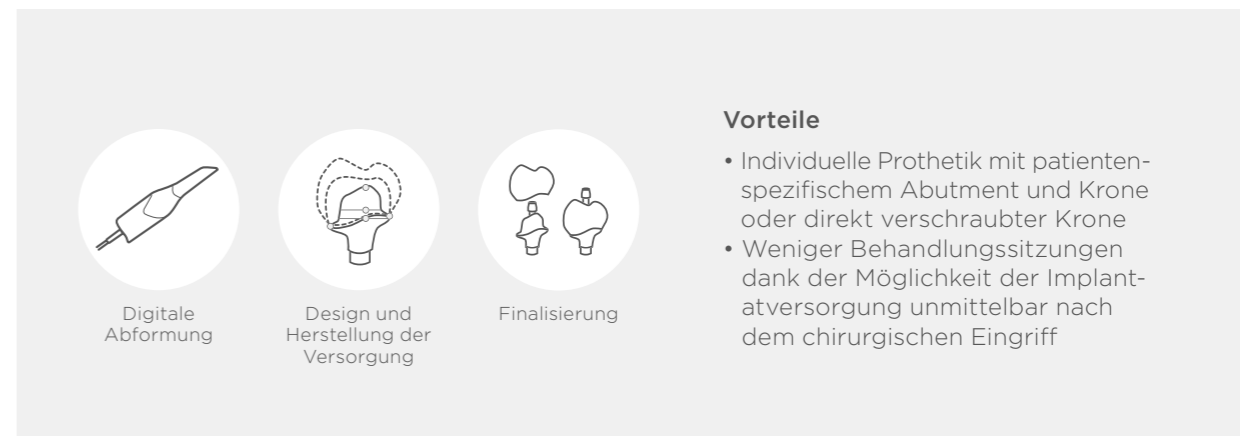 Digitale
Abformung
Design und
Herstellung der
Versorgung
Finalisierung
Vorteile
• Individuelle Prothetik mit patienten-
spezifischem Abutment und Krone
oder direkt verschraubter Krone
• Weniger Behandlungssitzungen
dank der Möglichkeit der Implant-
atversorgung unmittelbar nach
dem chirurgischen Eingriff